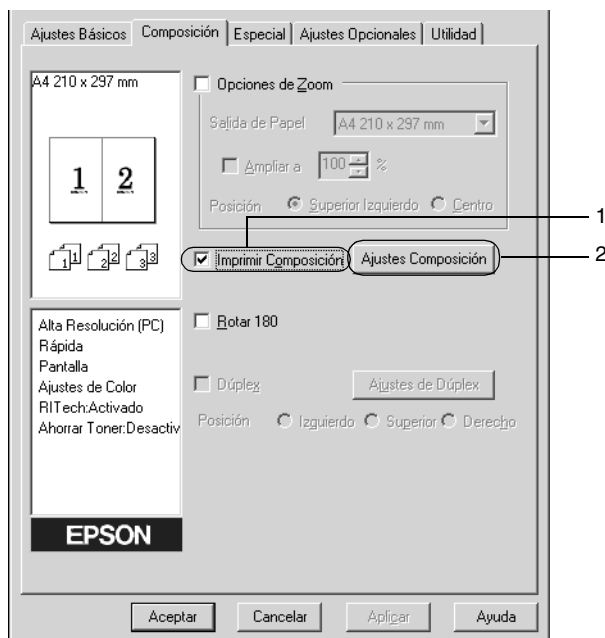 Ajustes Básicos Composición Especial Ajustes Opcionales Utilidad
A4 210 x 297 mm
1 2
1 1 2 2 3 3
Opciones de Zoom
Salida de Papel A4 210 x 297 mm
Ampliar a 100 %
Posición Superior Izquierdo Centro
1
Imprimir Composición Ajustes Composición
2
Rotar 180
Dúplex Ajustes de Dúplex
Posición Izquierdo Superior Derecho
Alta Resolución (PC)
Rápida
Pantalla
Ajustes de Color
RITech:Activado
Ahorrar Toner:Desactiv
EPSON
Aceptar Cancelar Aplicar Ayuda